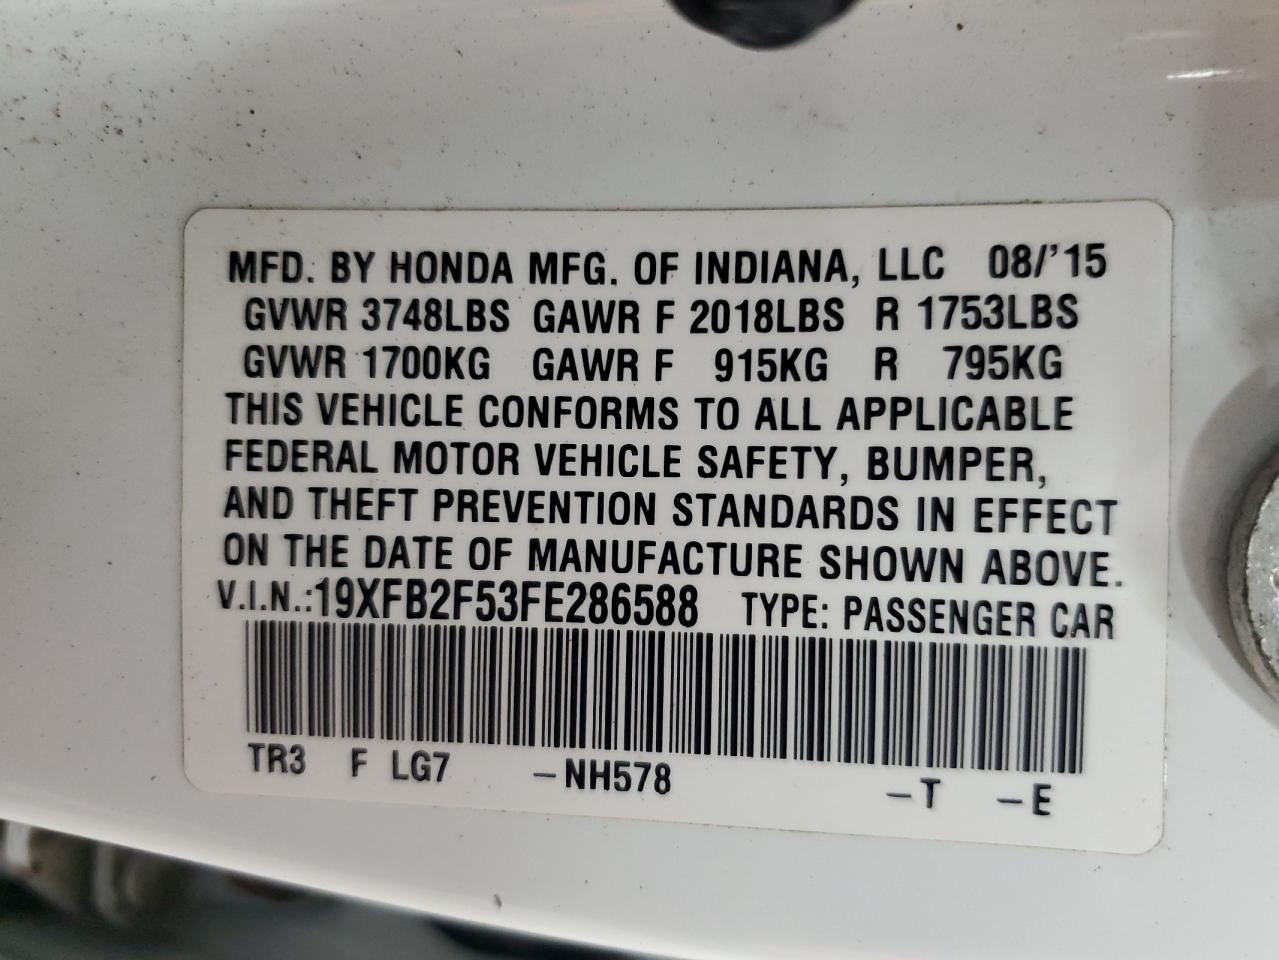 MFD. BY HONDA MFG. OF INDIANA, LLC 08/'15
GVWR 3748LBS GAWR F 2018LBS R 1753LBS
GVWR 1700KG GAWR F 915KG R 795KG
THIS VEHICLE CONFORMS TO ALL APPLICABLE
FEDERAL MOTOR VEHICLE SAFETY, BUMPER,
AND THEFT PREVENTION STANDARDS IN EFFECT
ON THE DATE OF MANUFACTURE SHOWN ABOVE.
V.I.N.:19XFB2F53FE286588 TYPE: PASSENGER CAR
TR3 F LG7 –NH578 –T –E